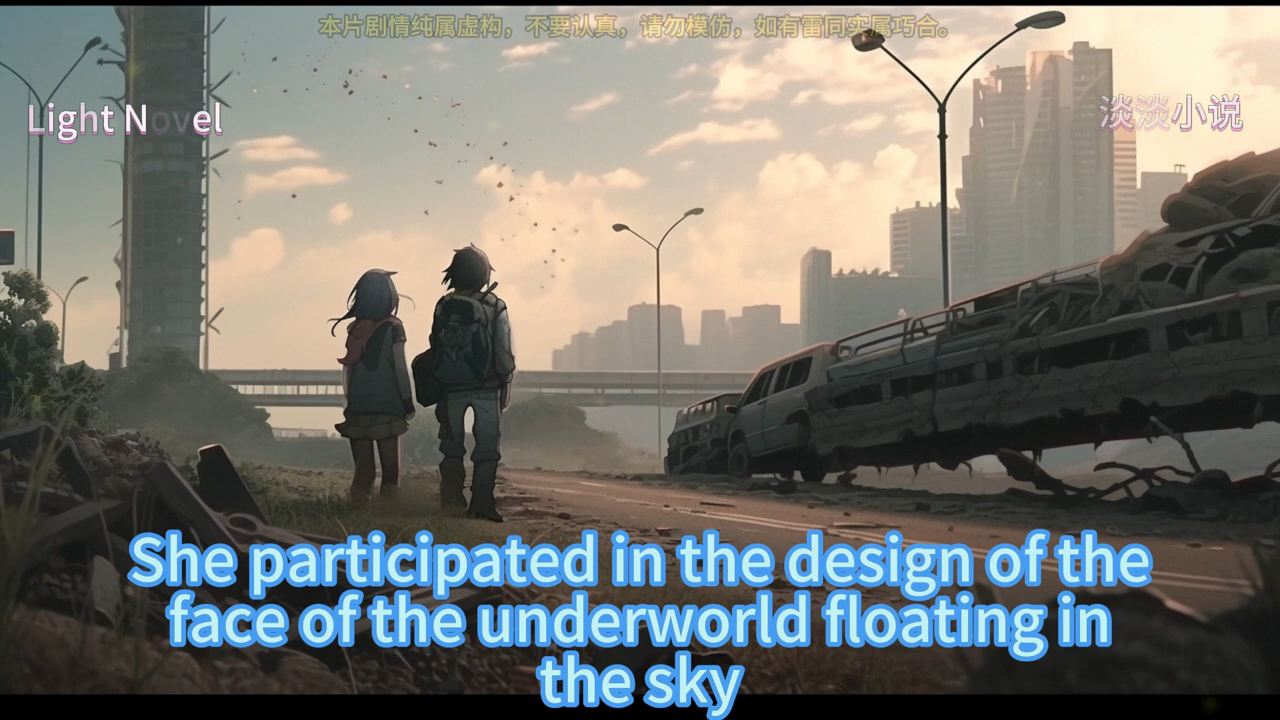 本片剧情纯属虚构，不要认真，请勿模仿，如有雷同实属巧合。
Light Novel
淡淡小说
She participated in the design of the
face of the underworld floating in
the sky